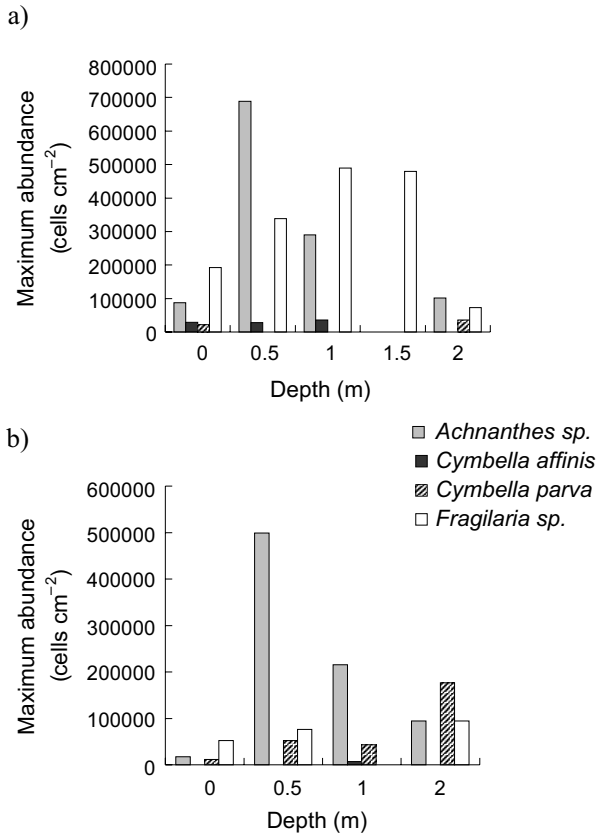 a)
Maximum abundance
(cells cm⁻²)
800000
700000
600000
500000
400000
300000
200000
100000
0
0 0.5 1 1.5 2
Depth (m)
Achnanthes sp.
Cymbella affinis
Cymbella parva
Fragilaria sp.
b)
Maximum abundance
(cells cm⁻²)
600000
500000
400000
300000
200000
100000
0
0 0.5 1 2
Depth (m)